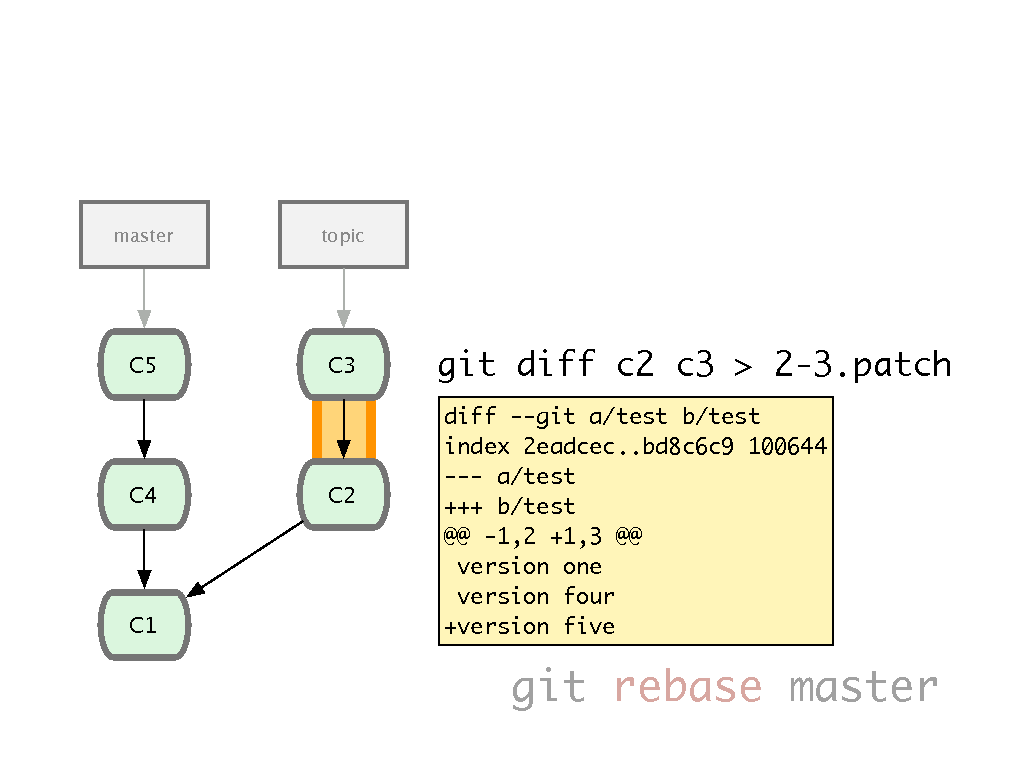 master
topic
C5
C3
git diff c2 c3 > 2-3.patch
diff --git a/test b/test
index 2eadcec..bd8c6c9 100644
--- a/test
+++ b/test
@@ -1,2 +1,3 @@
 version one
 version four
+version five
C4
C2
C1
git rebase master